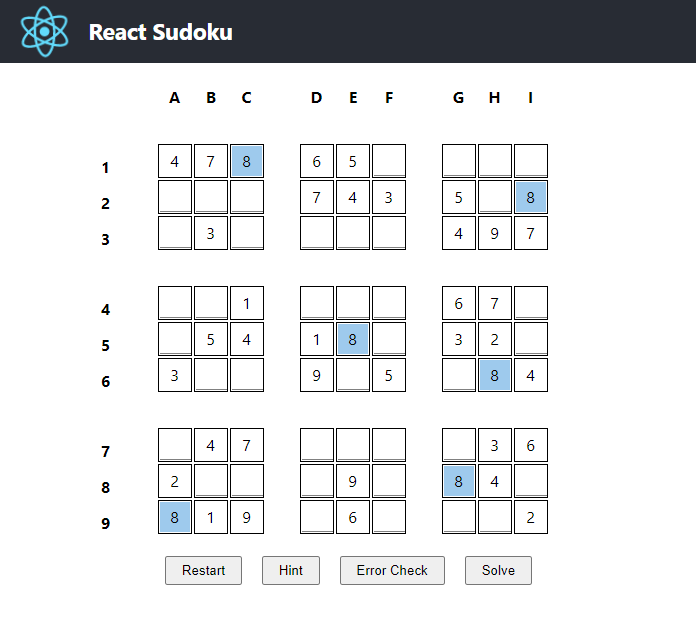 React Sudoku
A B C D E F G H I
1 4 7 8 6 5
2 7 4 3 5 8
3 3 4 9 7
4 1 6 7
5 5 4 1 8 3 2
6 3 9 5 8 4
7 4 7 3 6
8 2 9 8 4
9 8 1 9 6 2
Restart Hint Error Check Solve